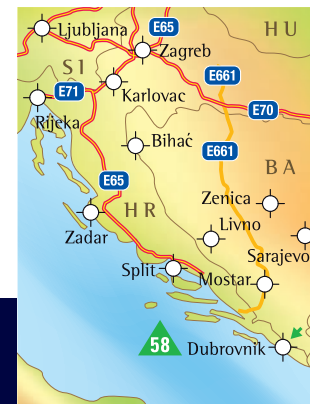 E65
HU
Ljubljana
Zagreb
SI
E661
E71
Karlovac
E70
Rijeka
Bihać
E661
BA
E65
Zenica
HR
Livno
Zadar
Sarajevo
Split
Mostar
58
Dubrovnik